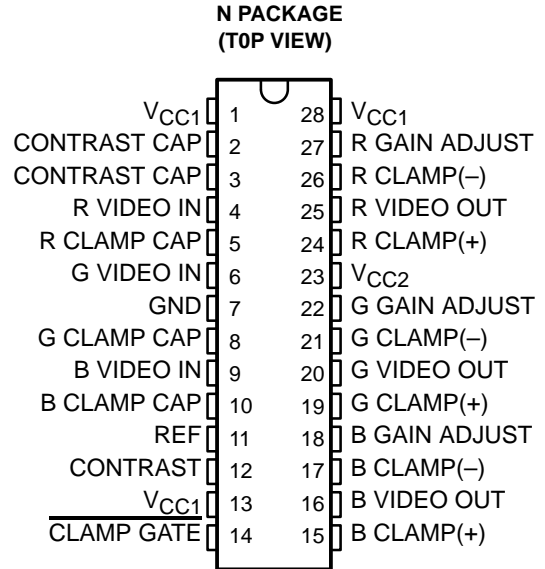 N PACKAGE
(T0P VIEW)
VCC1 1 28 VCC1
CONTRAST CAP 2 27 R GAIN ADJUST
CONTRAST CAP 3 26 R CLAMP(–)
R VIDEO IN 4 25 R VIDEO OUT
R CLAMP CAP 5 24 R CLAMP(+)
G VIDEO IN 6 23 VCC2
GND 7 22 G GAIN ADJUST
G CLAMP CAP 8 21 G CLAMP(–)
B VIDEO IN 9 20 G VIDEO OUT
B CLAMP CAP 10 19 G CLAMP(+)
REF 11 18 B GAIN ADJUST
CONTRAST 12 17 B CLAMP(–)
VCC1 13 16 B VIDEO OUT
CLAMP GATE 14 15 B CLAMP(+)